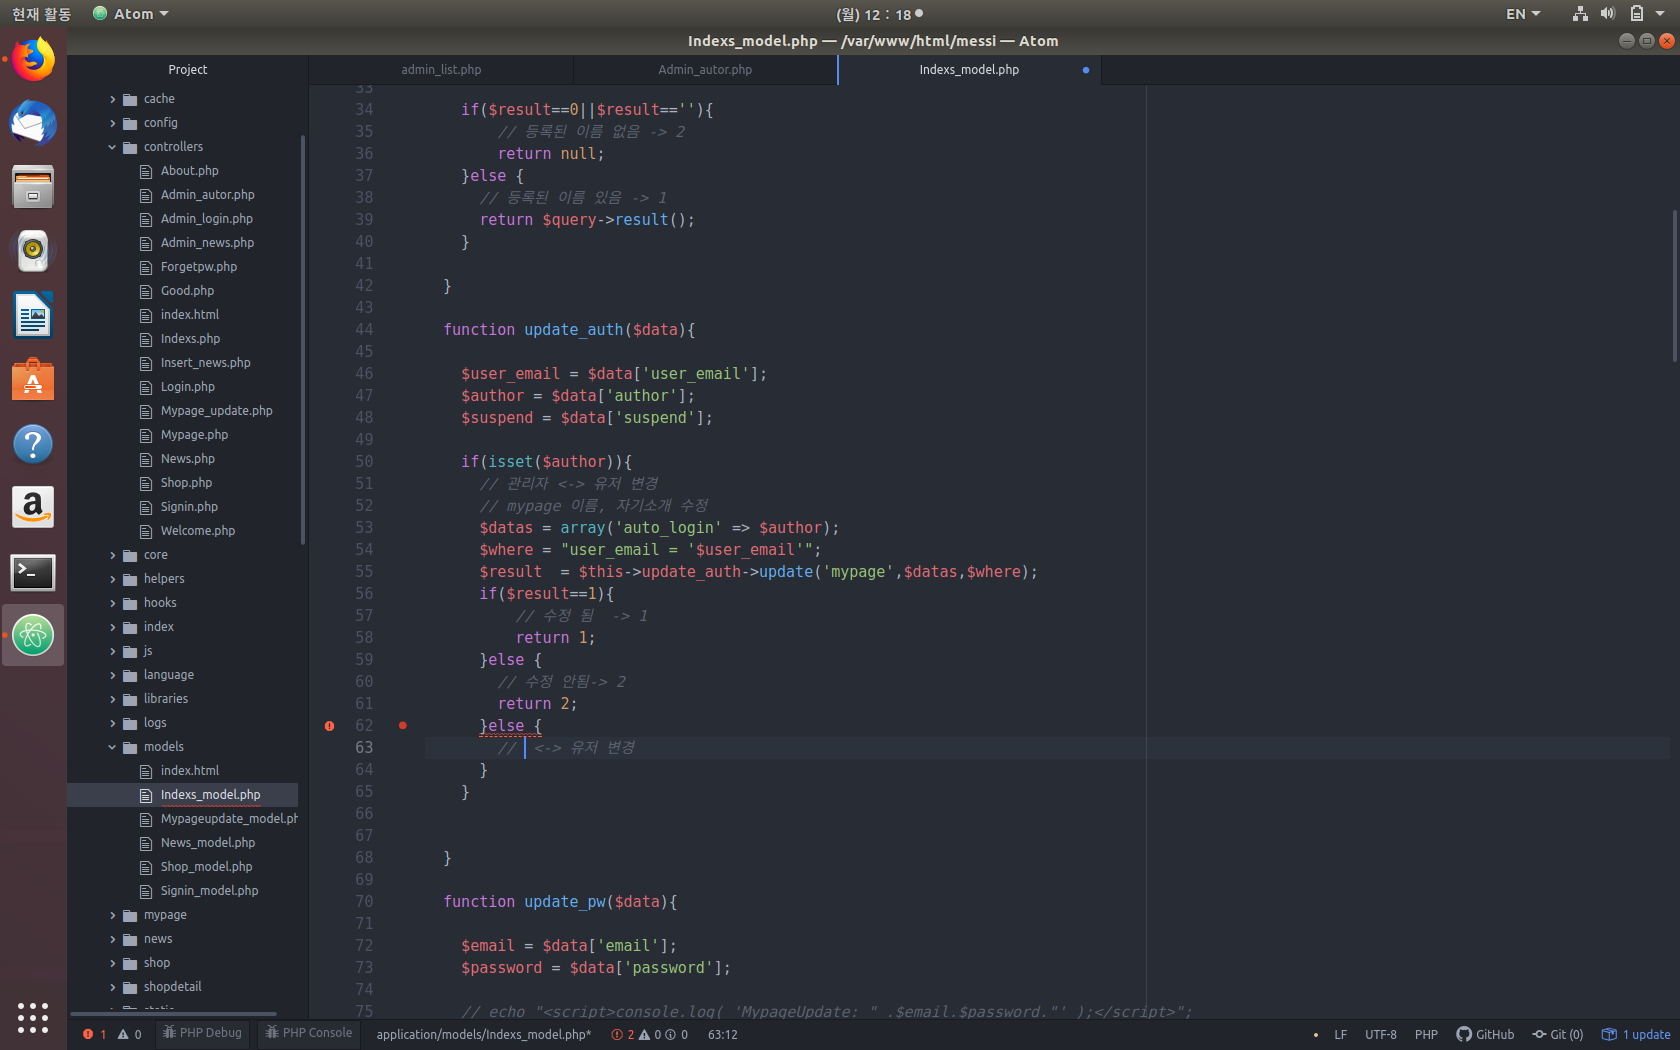 현재 활동
Atom
(월) 12 : 18
EN
Indexs_model.php — /var/www/html/messi — Atom
Project
cache
config
controllers
About.php
Admin_autor.php
Admin_login.php
Admin_news.php
Forgetpw.php
Good.php
index.html
Indexs.php
Insert_news.php
Login.php
Mypage_update.php
Mypage.php
News.php
Shop.php
Signin.php
Welcome.php
core
helpers
hooks
index
js
language
libraries
logs
models
index.html
Indexs_model.php
Mypageupdate_model.ph
News_model.php
Shop_model.php
Signin_model.php
mypage
news
shop
shopdetail
admin_list.php
Admin_autor.php
Indexs_model.php
33
34 if($result==0||$result==''){
35 // 등록된 이름 없음 -> 2
36 return null;
37 }else {
38 // 등록된 이름 있음 -> 1
39 return $query->result();
40 }
41
42 }
43
44 function update_auth($data){
45
46 $user_email = $data['user_email'];
47 $author = $data['author'];
48 $suspend = $data['suspend'];
49
50 if(isset($author)){
51 // 관리자 <-> 유저 변경
52 // mypage 이름, 자기소개 수정
53 $datas = array('auto_login' => $author);
54 $where = "user_email = '$user_email'";
55 $result  = $this->update_auth->update('mypage',$datas,$where);
56 if($result==1){
57 // 수정 됨  -> 1
58 return 1;
59 }else {
60 // 수정 안됨-> 2
61 return 2;
62 }else {
63 //  <-> 유저 변경
64 }
65 }
66
67
68 }
69
70 function update_pw($data){
71
72 $email = $data['email'];
73 $password = $data['password'];
74
75 // echo "<script>console.log( 'MypageUpdate: " .$email.$password."' );</script>";
1 0 PHP Debug PHP Console application/models/Indexs_model.php* 2 0 0 63:12 LF UTF-8 PHP GitHub Git (0) 1 update